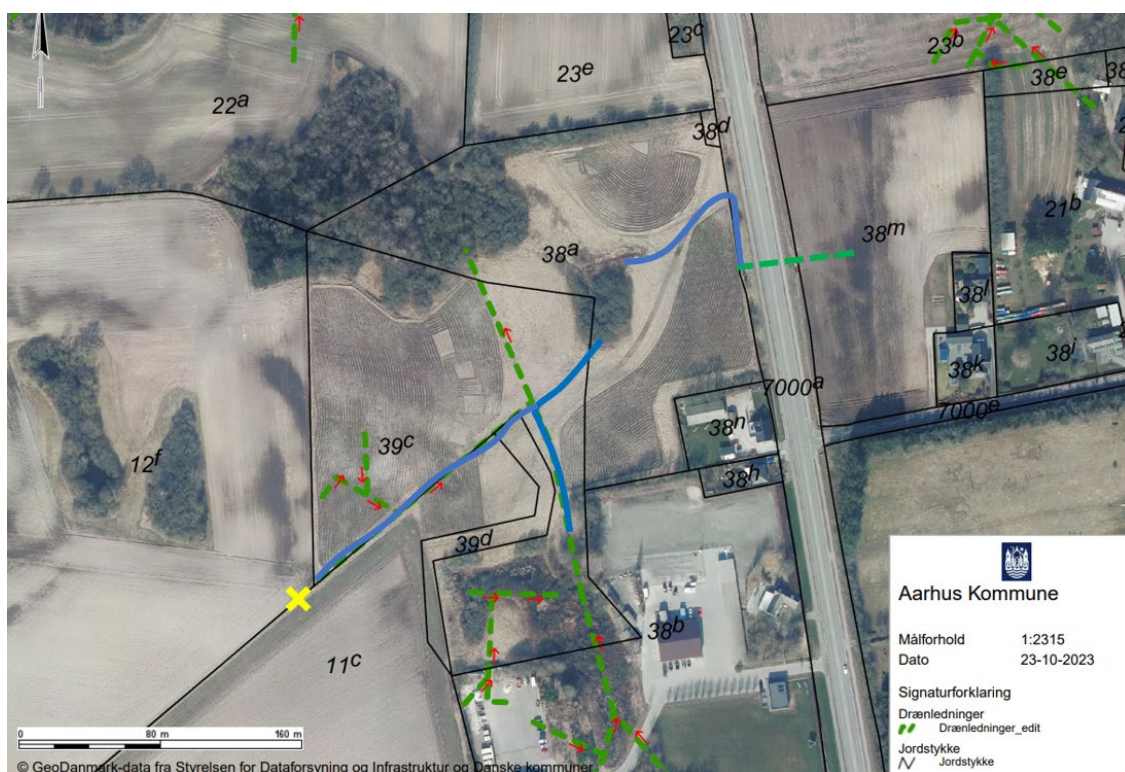 23c
23b
38e
38
23e
22a
38d
21b
38a
38m
38l
38i
38k
7000a
7000e
38n
39c
38h
12f
39d
38b
11c
Aarhus Kommune
Målforhold 1:2315
Dato 23-10-2023
Signaturforklaring
Drænledninger
Drænledninger_edit
Jordstykke
Jordstykke
0 80 m 160 m
© GeoDanmark-data fra Styrelsen for Dataforsyning og Infrastruktur og Danske kommuner